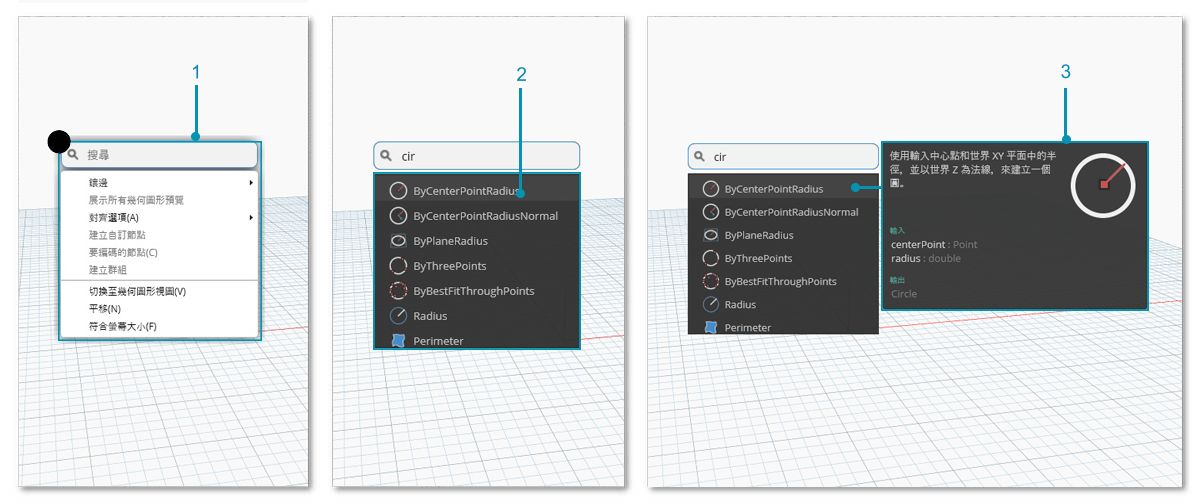 1
搜尋
鑲邊
展示所有幾何圖形預覽
對齊選項(A)
建立自訂節點
要編碼的節點(C)
建立群組
切換至幾何圖形視圖(V)
平移(N)
符合螢幕大小(F)
2
cir
ByCenterPointRadius
ByCenterPointRadiusNormal
ByPlaneRadius
ByThreePoints
ByBestFitThroughPoints
Radius
Perimeter
3
cir
ByCenterPointRadius
ByCenterPointRadiusNormal
ByPlaneRadius
ByThreePoints
ByBestFitThroughPoints
Radius
Perimeter
使用輸入中心點和世界 XY 平面中的半
徑，並以世界 Z 為法線，來建立一個
圓。
輸入
centerPoint : Point
radius : double
輸出
Circle